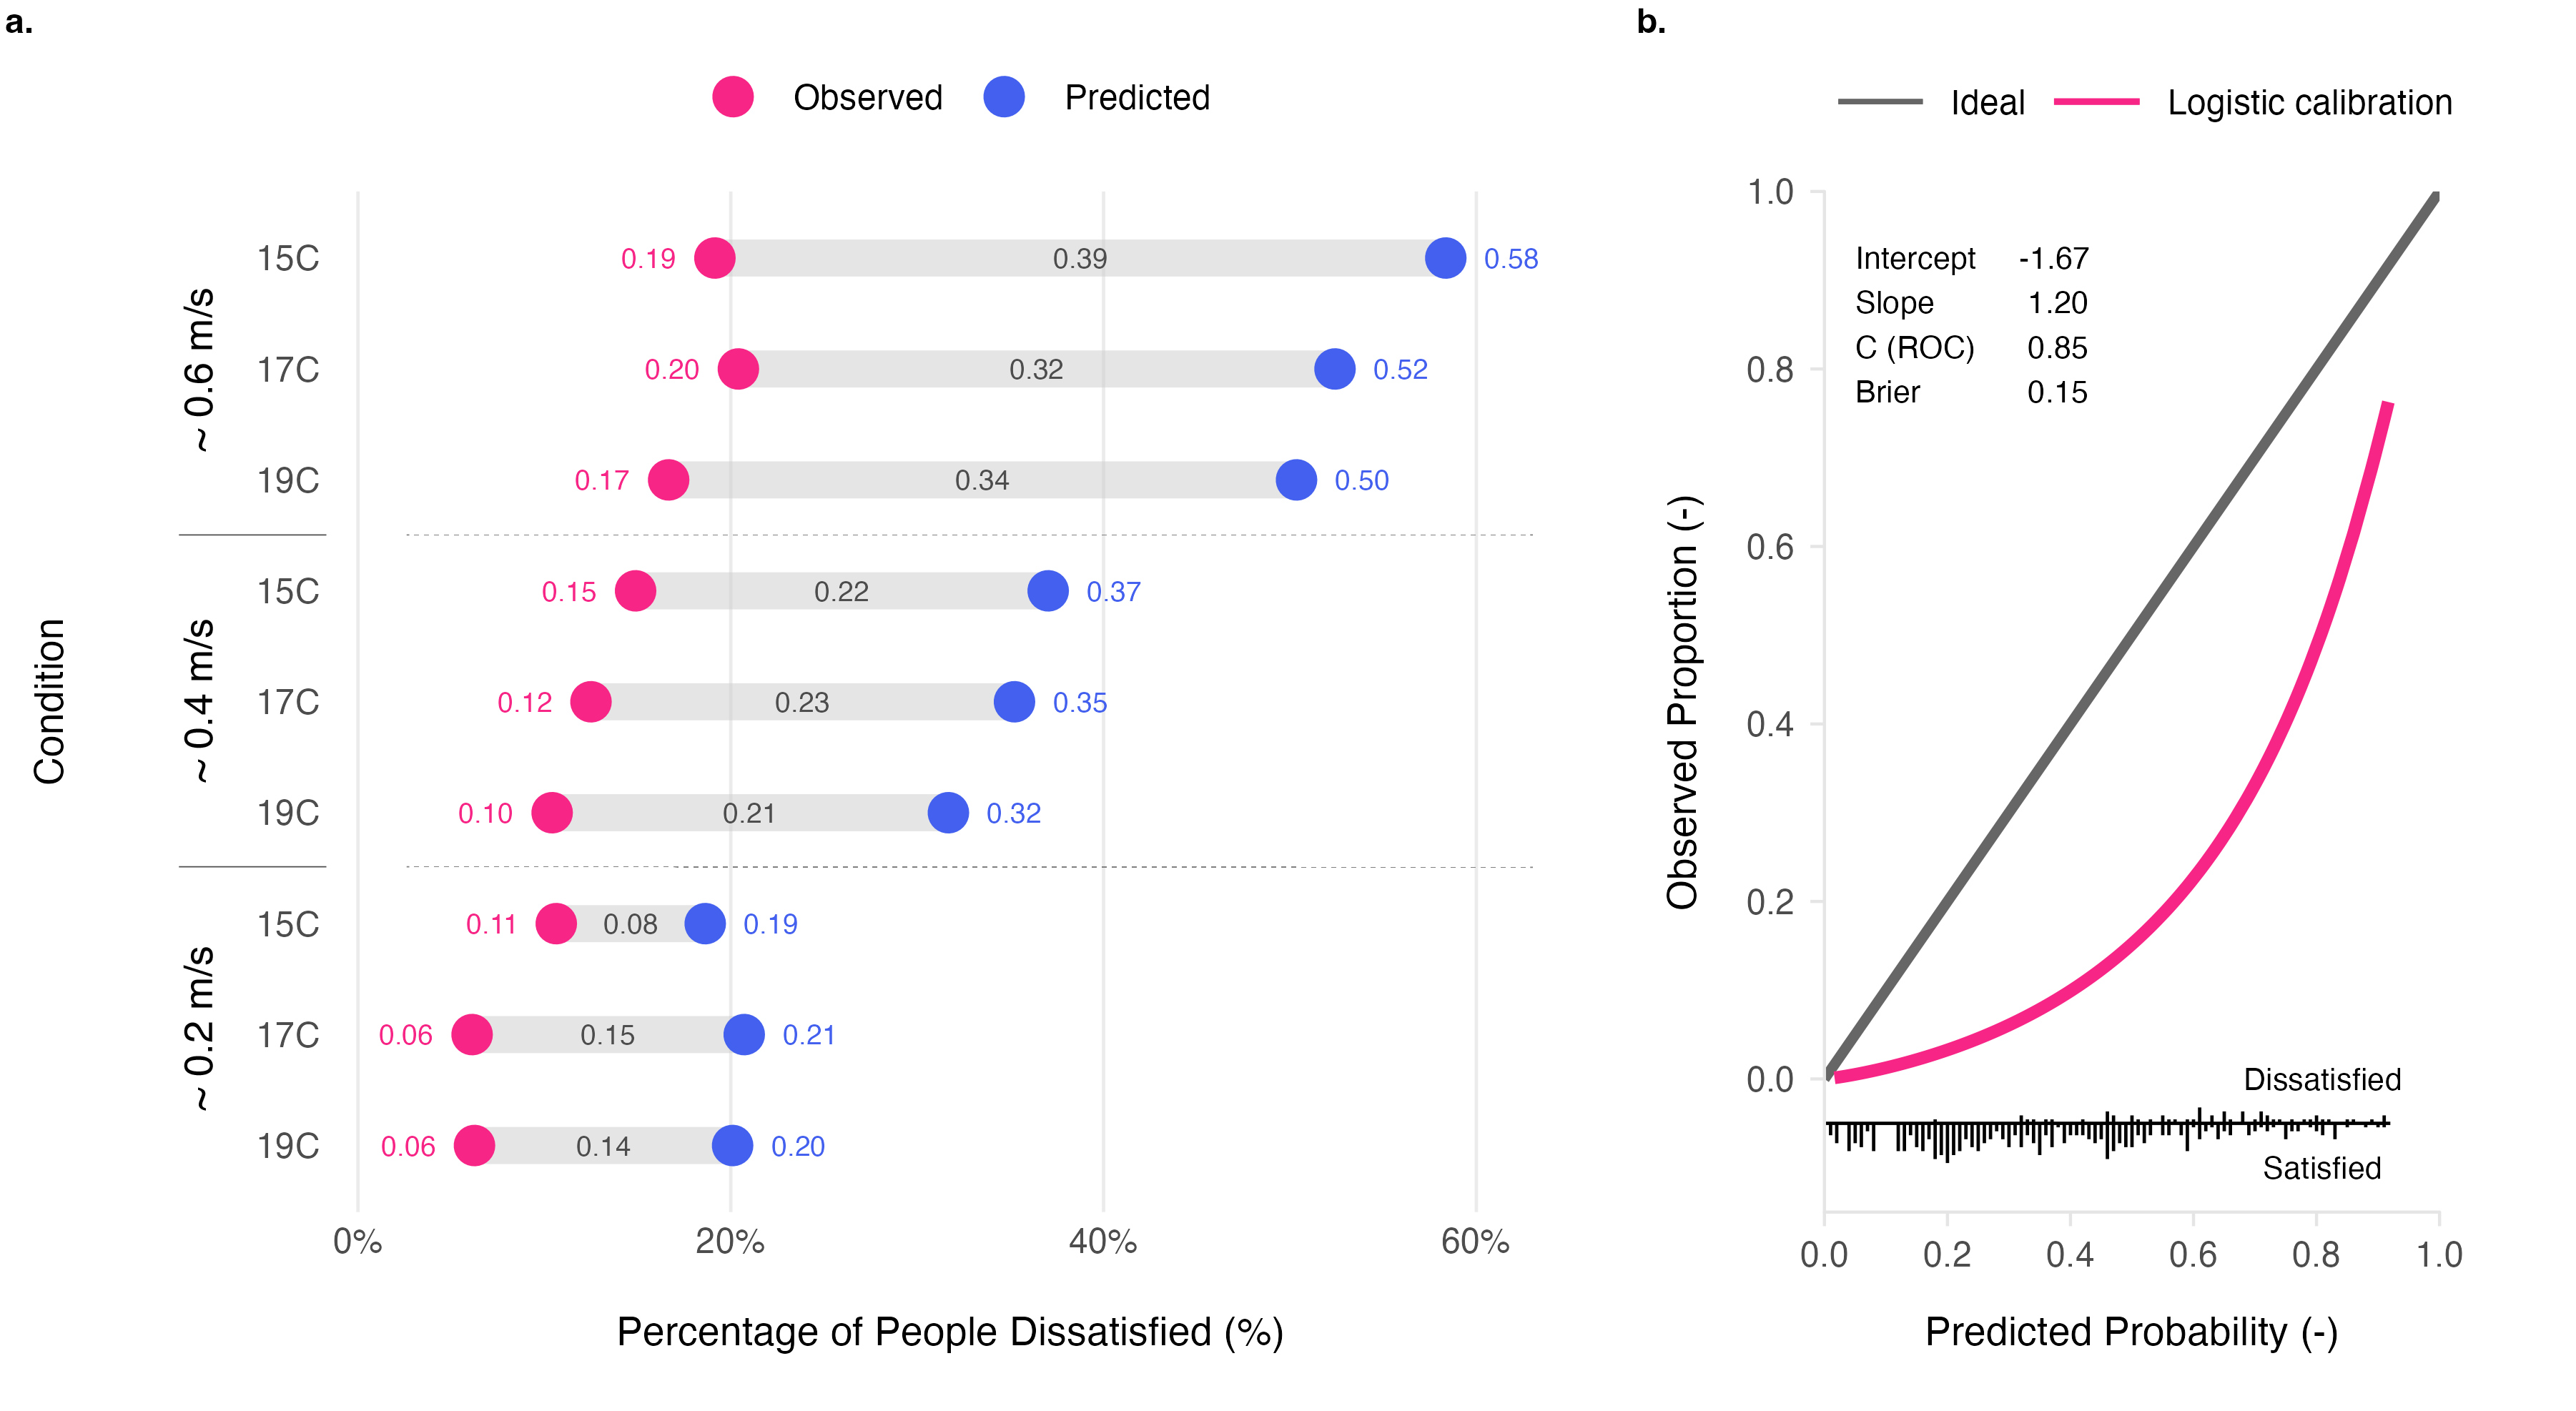 a.
Observed Predicted
Condition
~ 0.6 m/s
15C 0.19 0.39 0.58
17C 0.20 0.32 0.52
19C 0.17 0.34 0.50
~ 0.4 m/s
15C 0.15 0.22 0.37
17C 0.12 0.23 0.35
19C 0.10 0.21 0.32
~ 0.2 m/s
15C 0.11 0.08 0.19
17C 0.06 0.15 0.21
19C 0.06 0.14 0.20
0% 20% 40% 60%
Percentage of People Dissatisfied (%)
b.
Ideal Logistic calibration
Observed Proportion (-)
1.0
0.8
0.6
0.4
0.2
0.0
Intercept -1.67
Slope 1.20
C (ROC) 0.85
Brier 0.15
Dissatisfied
Satisfied
0.0 0.2 0.4 0.6 0.8 1.0
Predicted Probability (-)